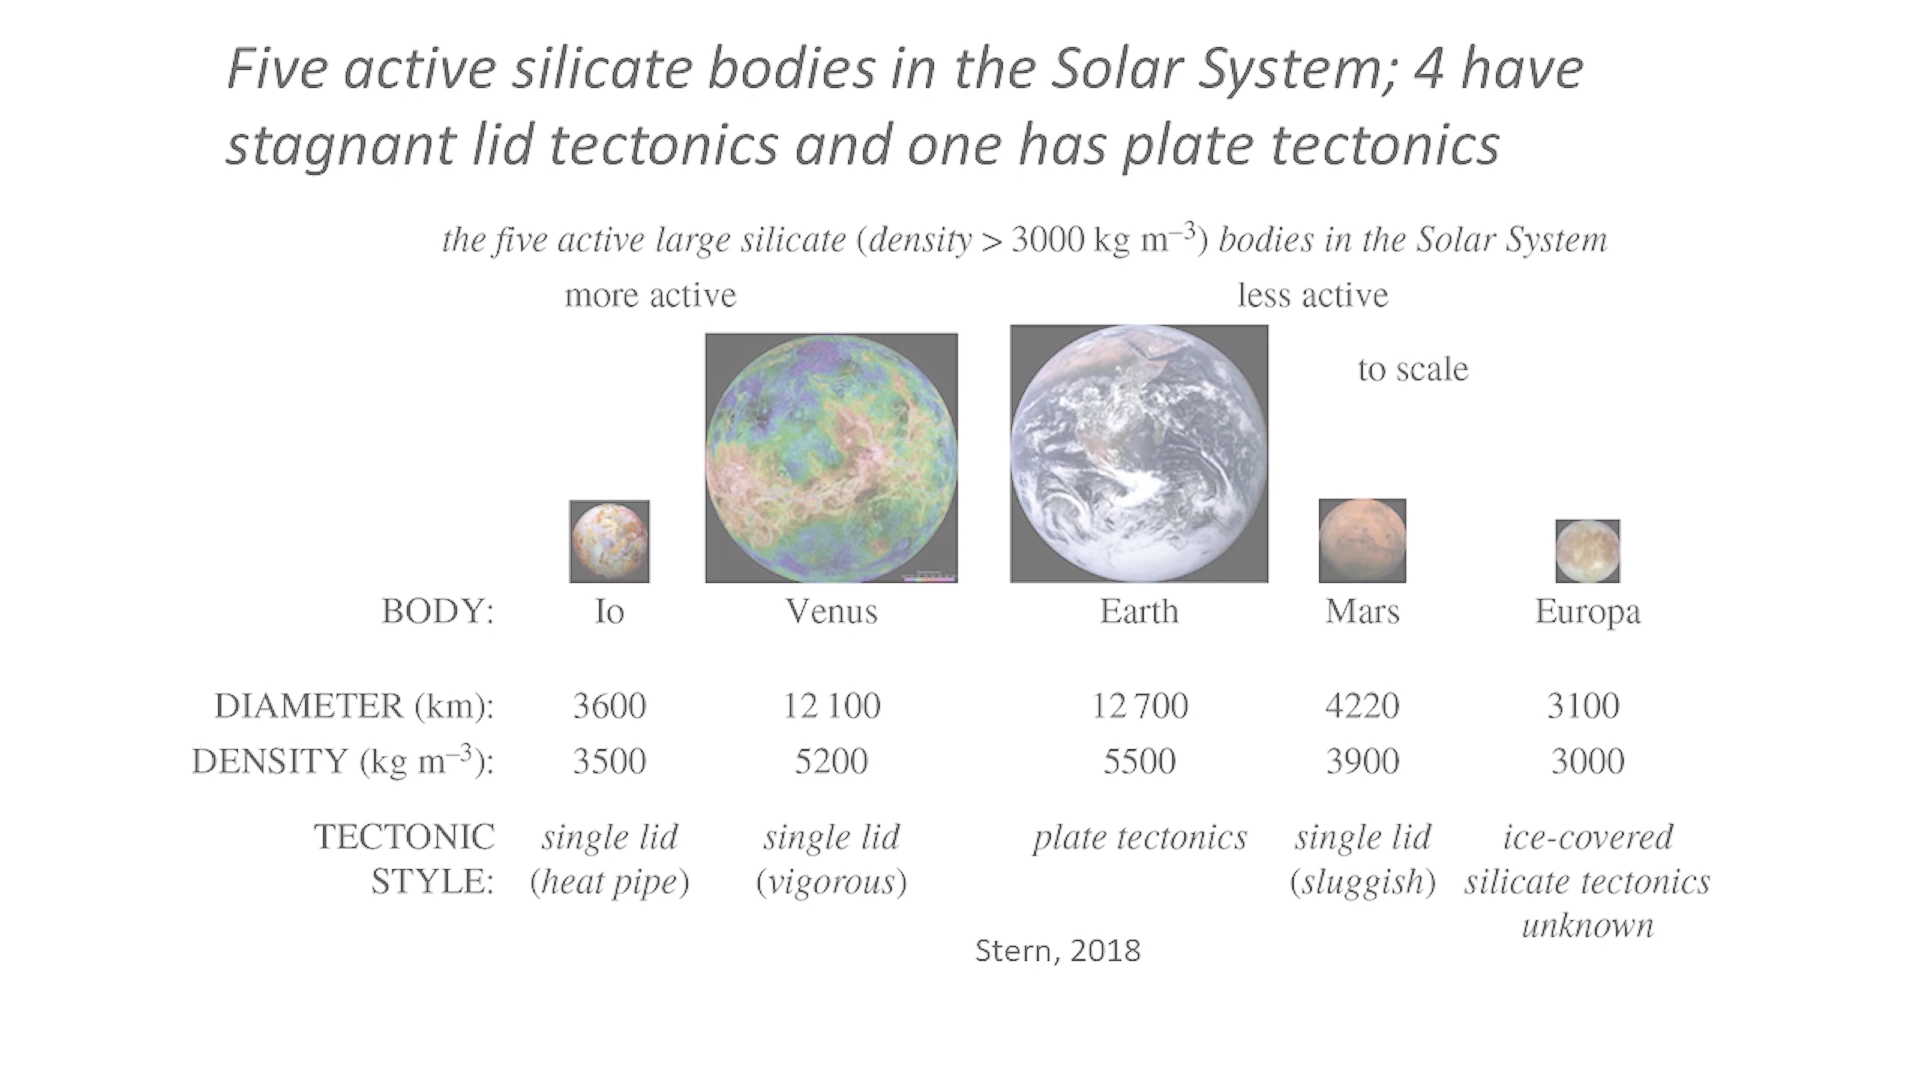 Five active silicate bodies in the Solar System; 4 have
stagnant lid tectonics and one has plate tectonics
the five active large silicate (density > 3000 kg m⁻³) bodies in the Solar System
more active less active
to scale
BODY: Io Venus Earth Mars Europa
DIAMETER (km): 3600 12 100 12 700 4220 3100
DENSITY (kg m⁻³): 3500 5200 5500 3900 3000
TECTONIC single lid single lid plate tectonics single lid ice-covered
STYLE: (heat pipe) (vigorous) (sluggish) silicate tectonics
unknown
Stern, 2018